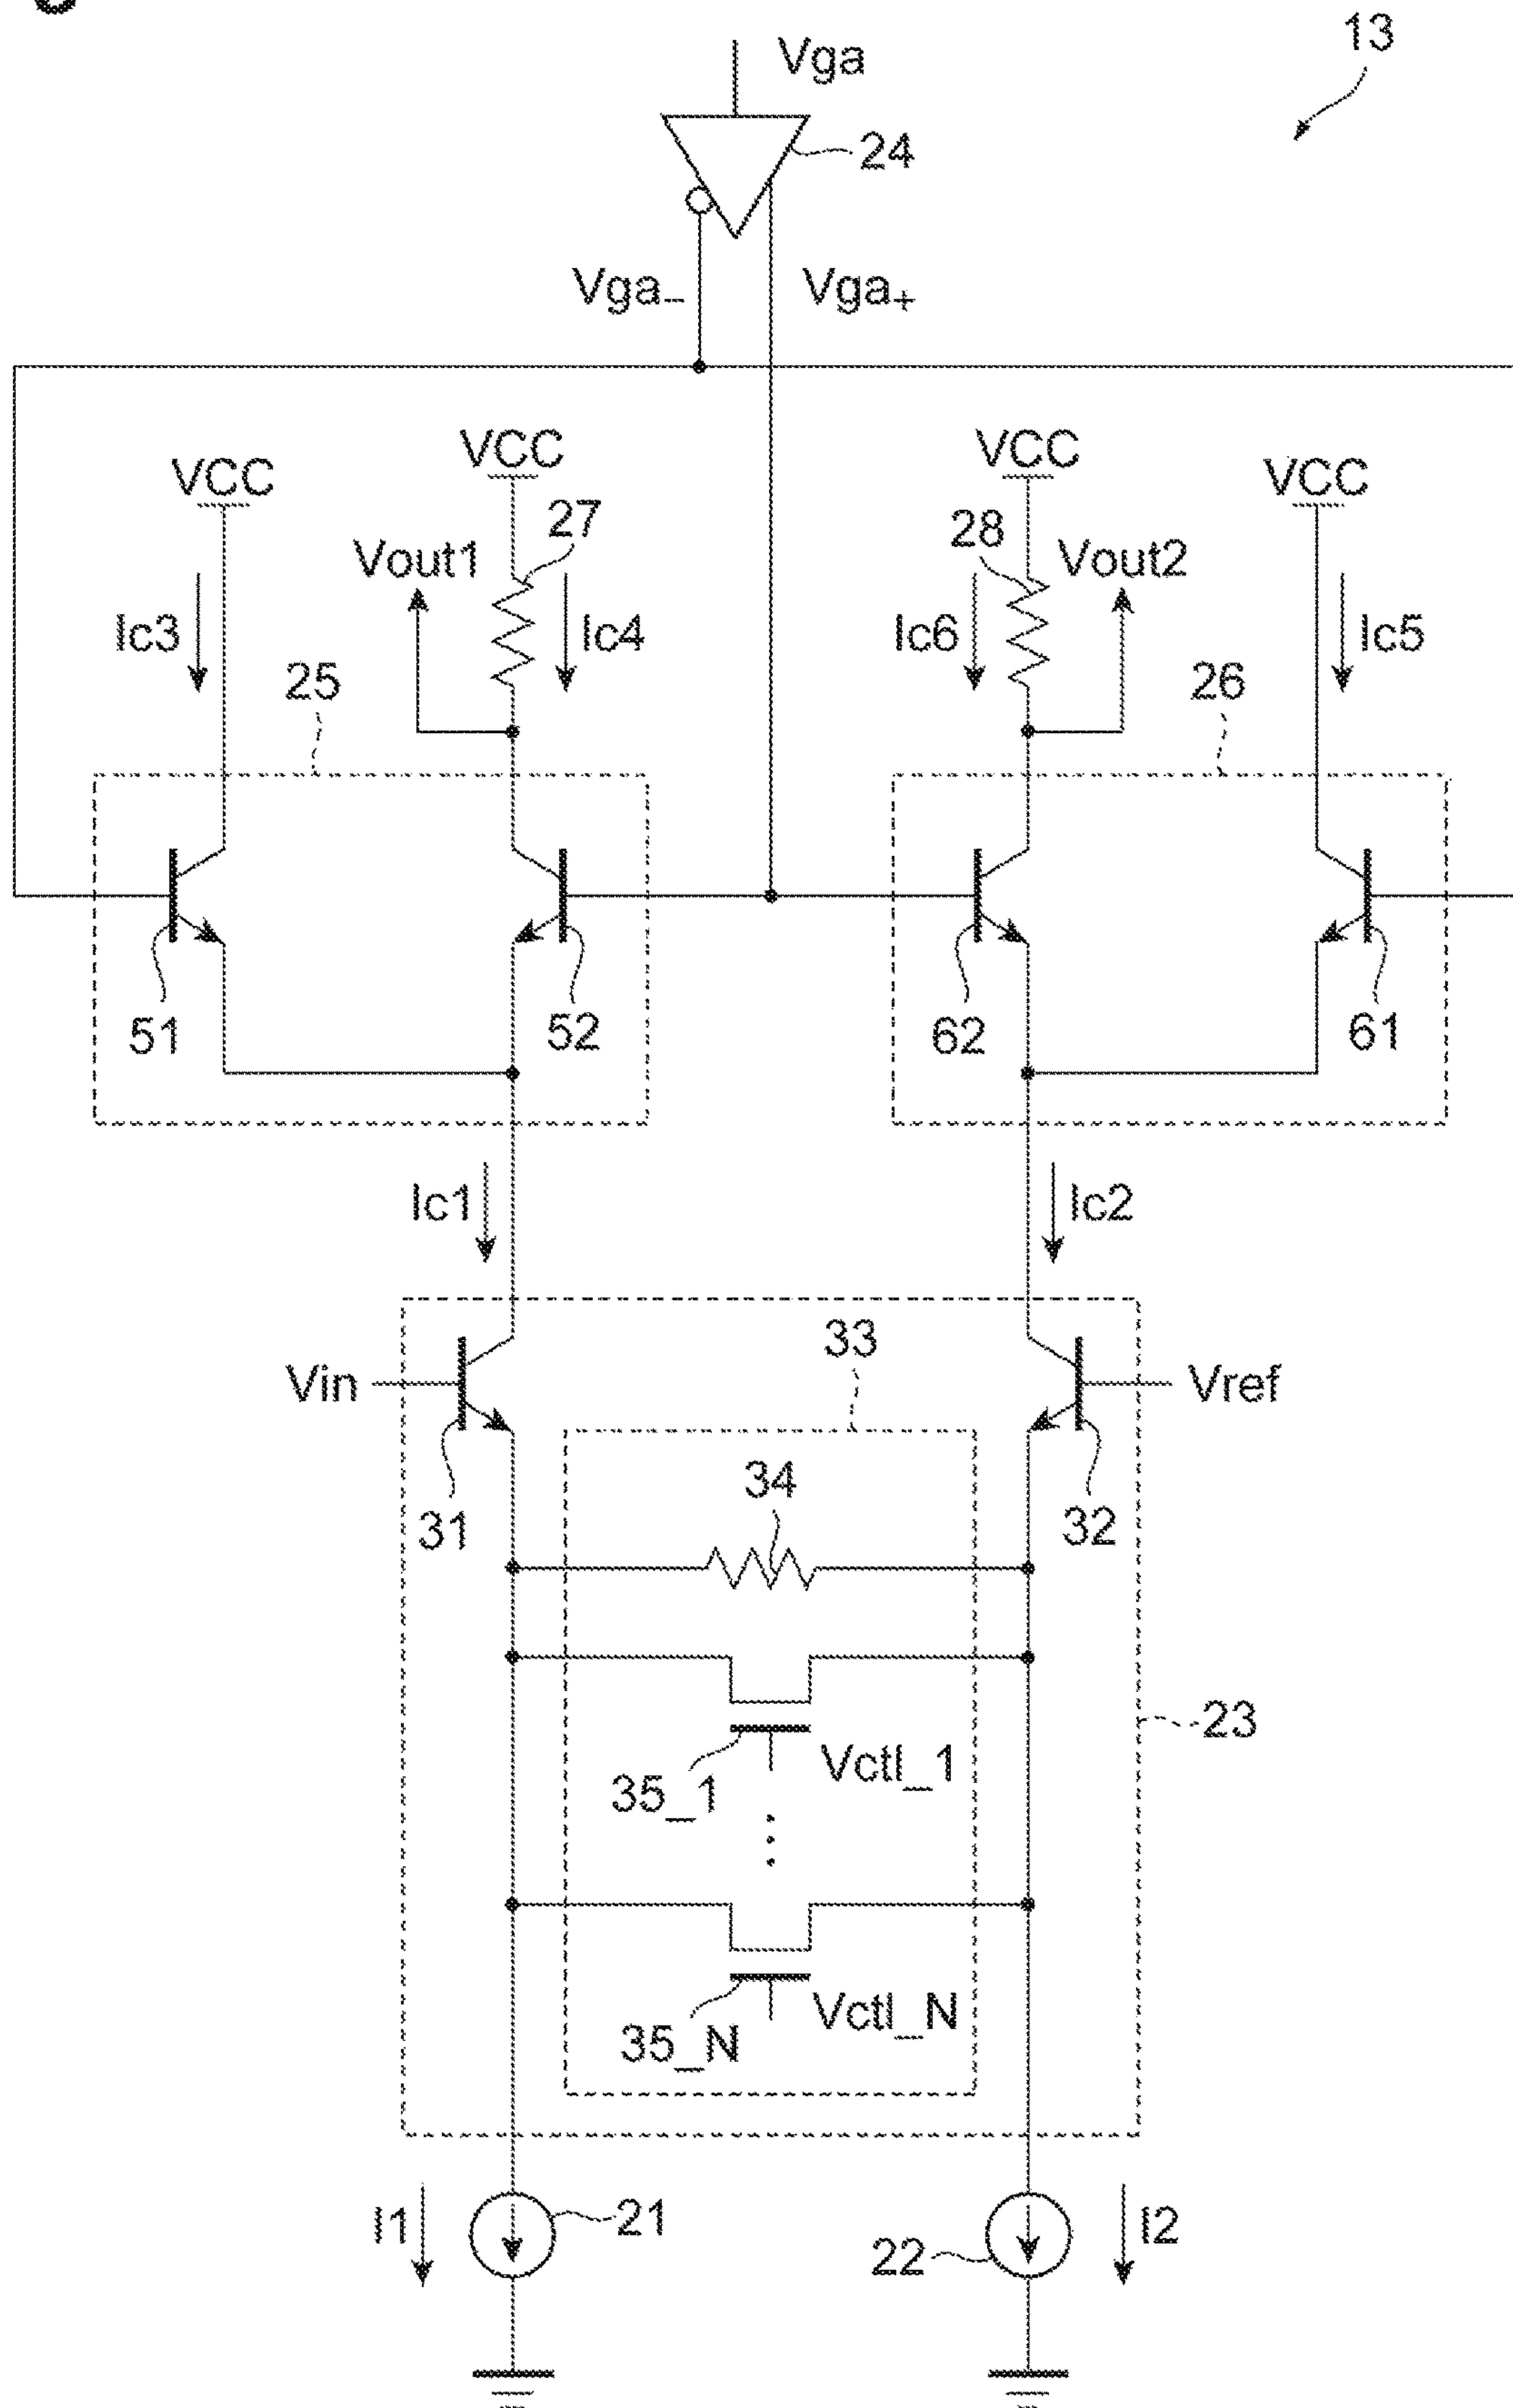 13
Vga
24
Vga−
Vga+
VCC
VCC
VCC
VCC
27
28
Vout1
Vout2
Ic3
Ic4
Ic6
Ic5
25
26
51
52
62
61
Ic1
Ic2
33
Vin
Vref
34
31
32
23
Vctl_1
35_1
Vctl_N
35_N
I1
21
22
I2